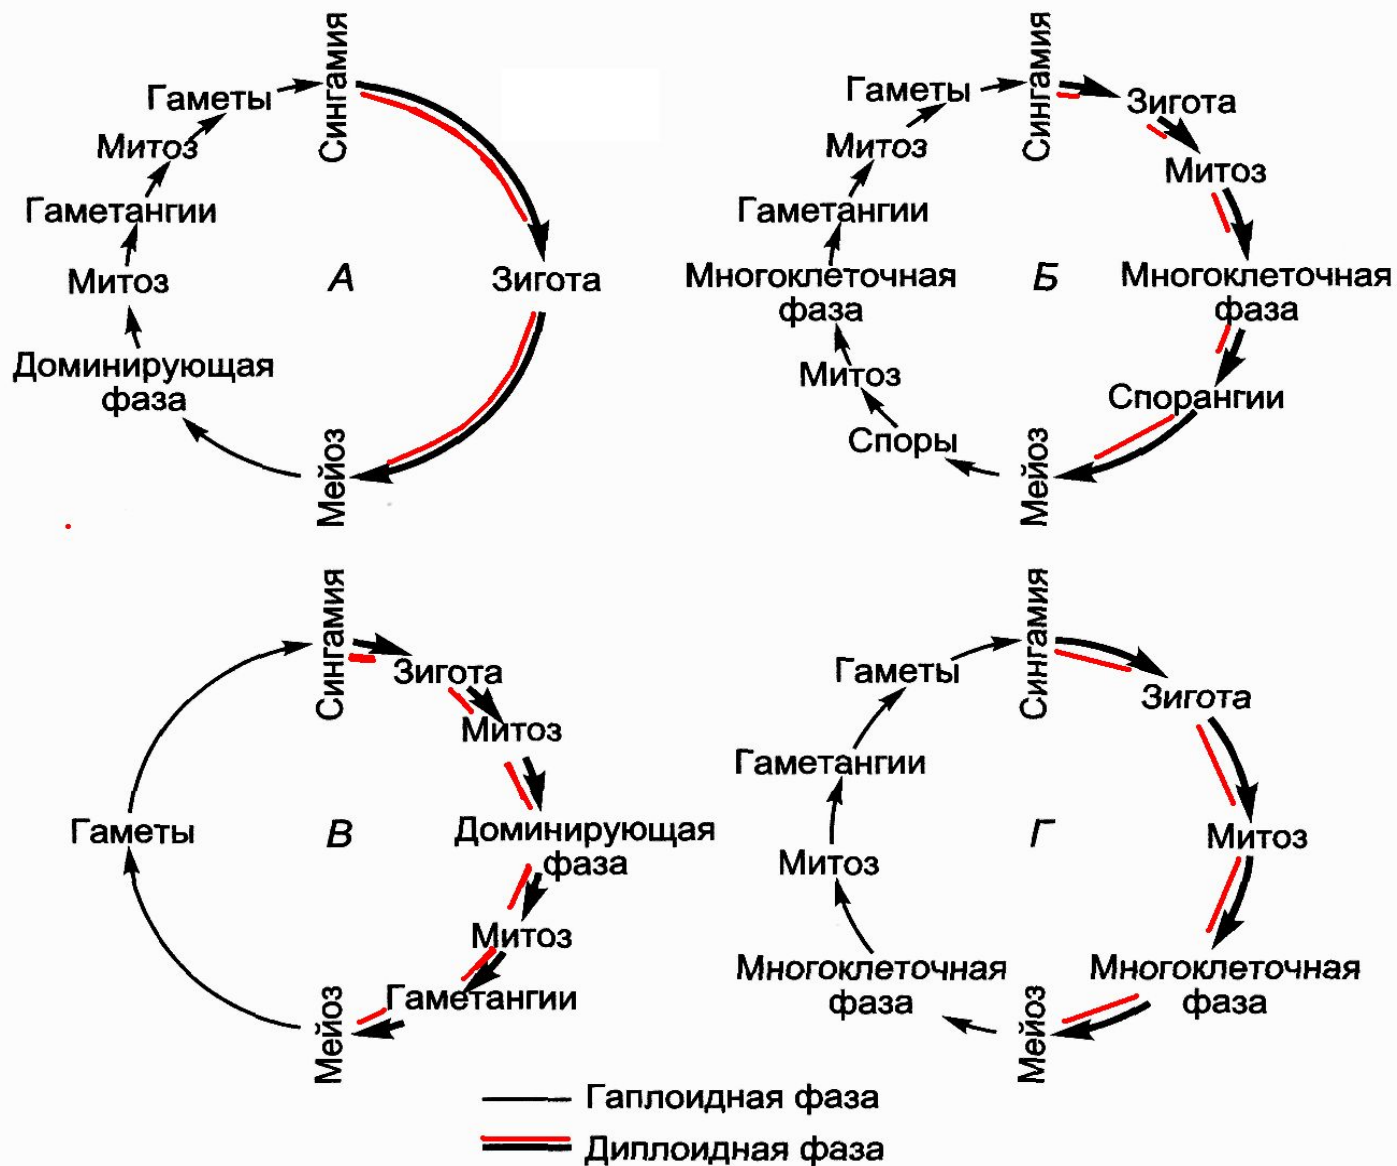 Сингамия
Гаметы
Митоз
Гаметангии
Митоз
А
Зигота
Доминирующая
фаза
Мейоз
Сингамия
Гаметы
Зигота
Митоз
Митоз
Гаметангии
Многоклеточная
фаза
Б
Многоклеточная
фаза
Митоз
Спорангии
Споры
Мейоз
Сингамия
Зигота
Митоз
Гаметы
В
Доминирующая
фаза
Митоз
Гаметангии
Мейоз
Сингамия
Гаметы
Зигота
Гаметангии
Г
Митоз
Митоз
Многоклеточная
фаза
Многоклеточная
фаза
Мейоз
Гаплоидная фаза
Диплоидная фаза